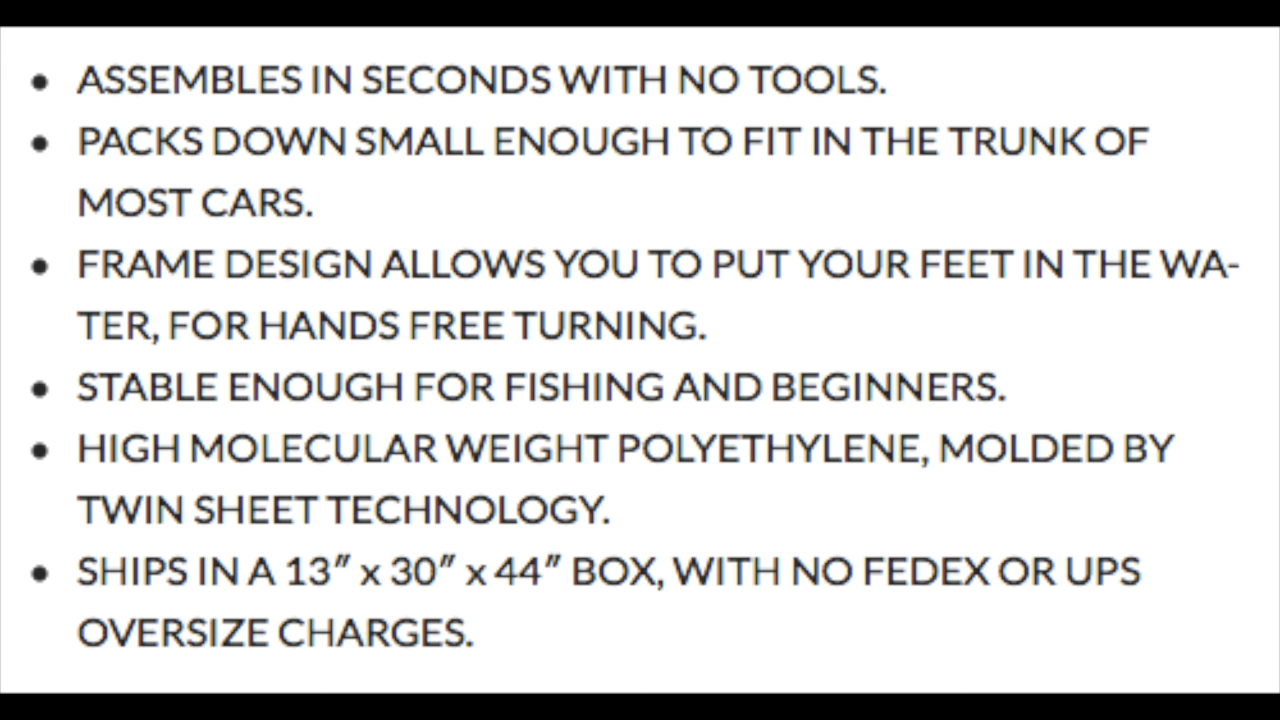 • ASSEMBLES IN SECONDS WITH NO TOOLS.
• PACKS DOWN SMALL ENOUGH TO FIT IN THE TRUNK OF
MOST CARS.
• FRAME DESIGN ALLOWS YOU TO PUT YOUR FEET IN THE WA-
TER, FOR HANDS FREE TURNING.
• STABLE ENOUGH FOR FISHING AND BEGINNERS.
• HIGH MOLECULAR WEIGHT POLYETHYLENE, MOLDED BY
TWIN SHEET TECHNOLOGY.
• SHIPS IN A 13″ x 30″ x 44″ BOX, WITH NO FEDEX OR UPS
OVERSIZE CHARGES.